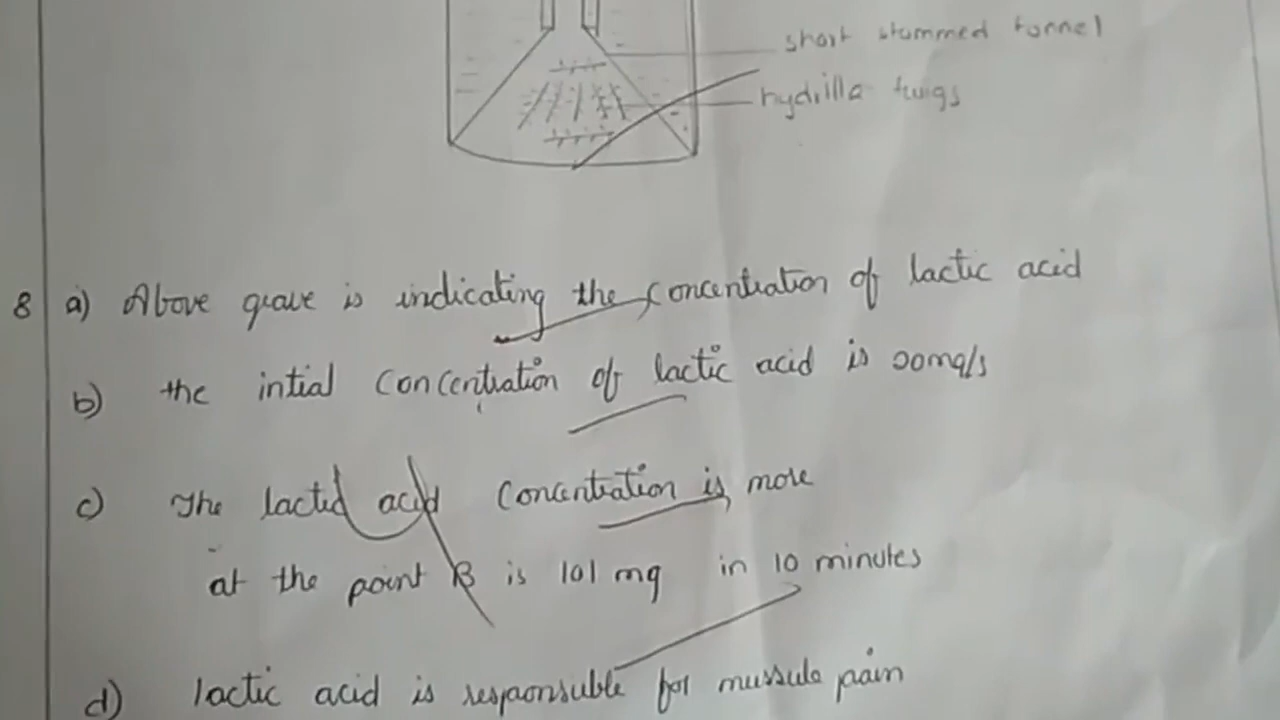 short stummed funnel
hydrilla twigs
8 a) Above grave is indicating the concentration of lactic acid
b) the intial concentration of lactic acid is 20mg/s
c) The lactid acid concentration is more
at the point B is 101 mg in 10 minutes
d) lactic acid is responsuble for mussule pain